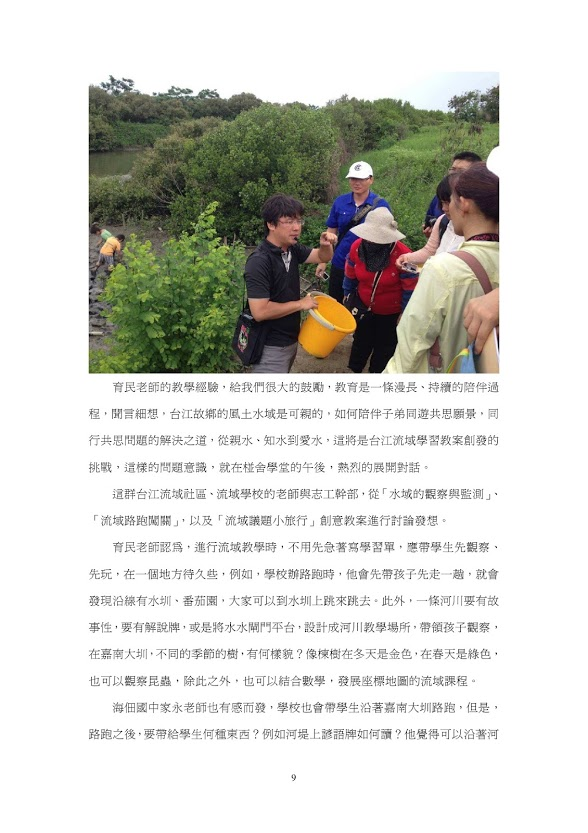 育民老師的教學經驗，給我們很大的鼓勵，教育是一條漫長、持續的陪伴過
程，聞言細想，台江故鄉的風土水域是可親的，如何陪伴子弟同遊共思願景，同
行共思問題的解決之道，從親水、知水到愛水，這將是台江流域學習教案創發的
挑戰，這樣的問題意識，就在椬舍學堂的午後，熱烈的展開對話。
這群台江流域社區、流域學校的老師與志工幹部，從「水域的觀察與監測」、
「流域路跑闖關」，以及「流域議題小旅行」創意教案進行討論發想。
育民老師認為，進行流域教學時，不用先急著寫學習單，應帶學生先觀察、
先玩，在一個地方待久些，例如，學校辦路跑時，他會先帶孩子先走一趟，就會
發現沿線有水圳、番茄園，大家可以到水圳上跳來跳去。此外，一條河川要有故
事性，要有解說牌，或是將水水閘門平台，設計成河川教學場所，帶領孩子觀察，
在嘉南大圳，不同的季節的樹，有何樣貌？像楝樹在冬天是金色，在春天是綠色，
也可以觀察昆蟲，除此之外，也可以結合數學，發展座標地圖的流域課程。
海佃國中家永老師也有感而發，學校也會帶學生沿著嘉南大圳路跑，但是，
路跑之後，要帶給學生何種東西？例如河堤上諺語牌如何讀？他覺得可以沿著河
9